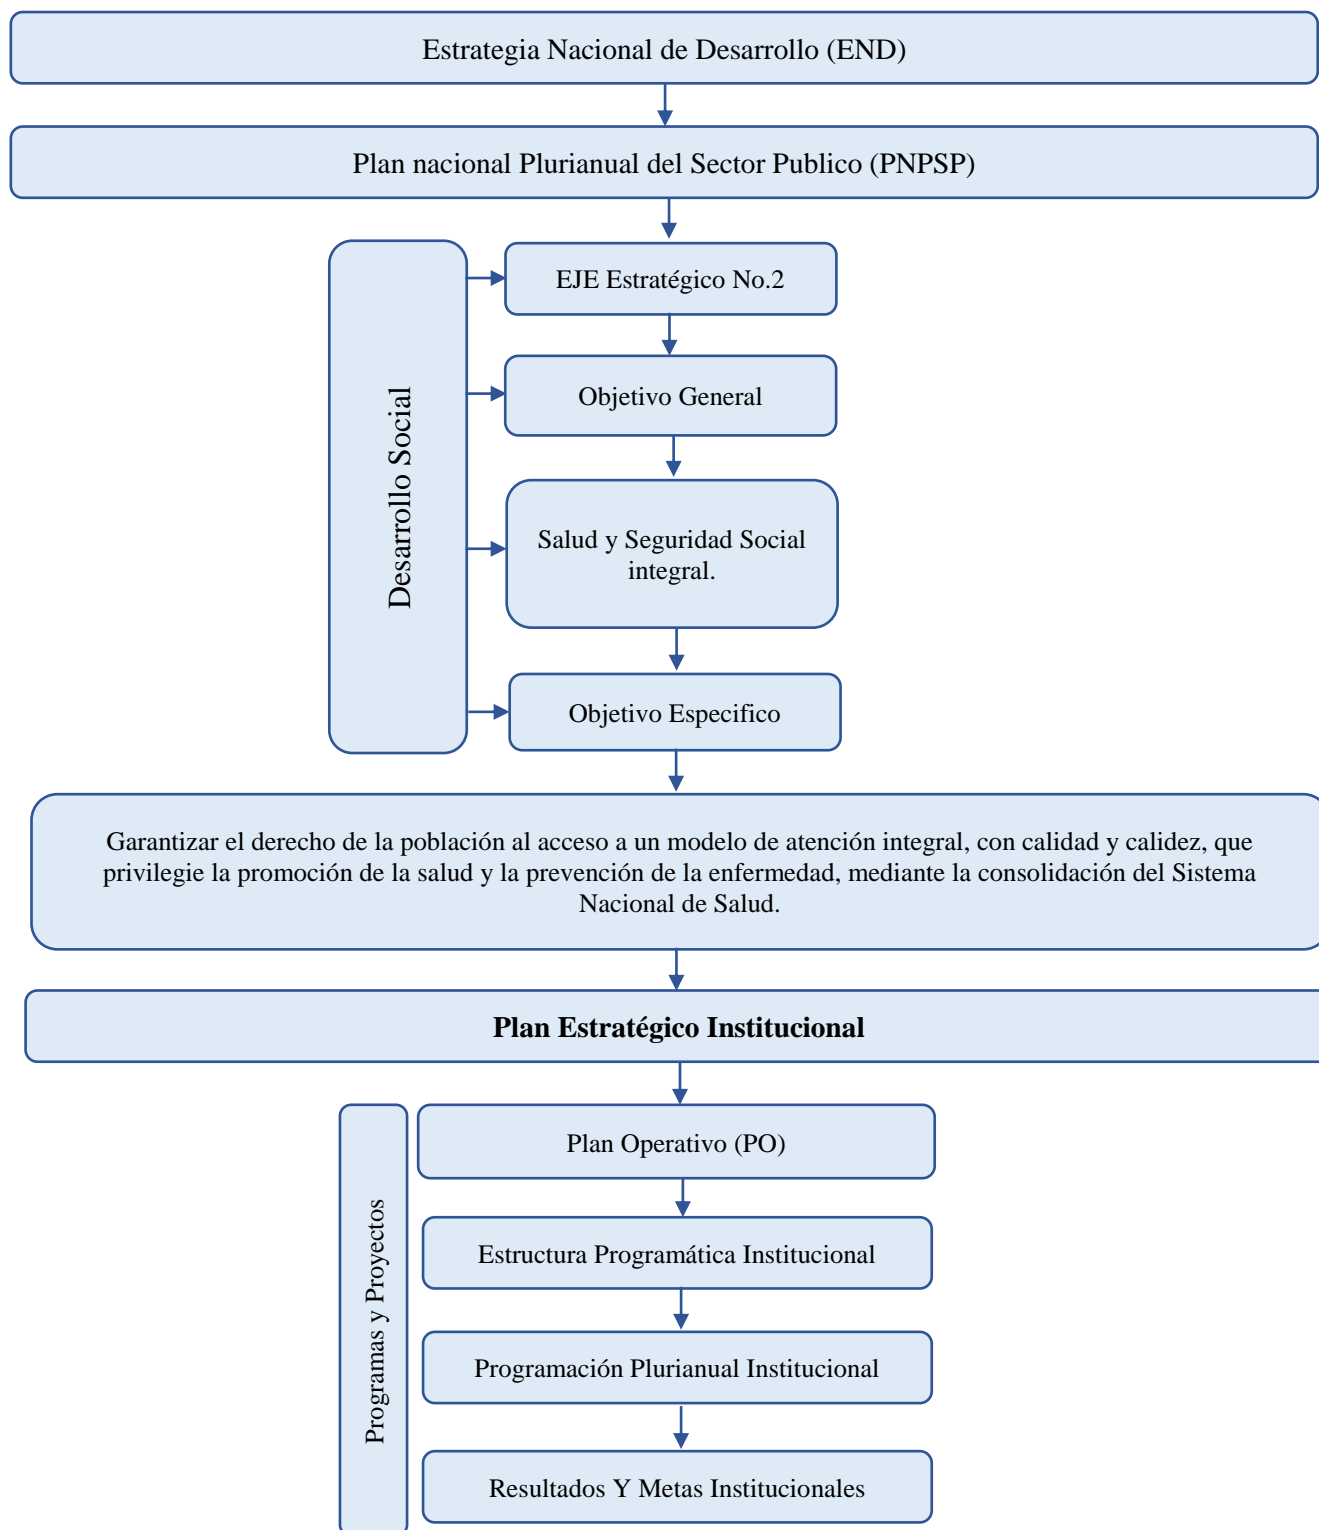 Estrategia Nacional de Desarrollo (END)
Plan nacional Plurianual del Sector Publico (PNPSP)
Desarrollo Social
EJE Estratégico No.2
Objetivo General
Salud y Seguridad Social
integral.
Objetivo Especifico
Garantizar el derecho de la población al acceso a un modelo de atención integral, con calidad y calidez, que
privilegie la promoción de la salud y la prevención de la enfermedad, mediante la consolidación del Sistema
Nacional de Salud.
Plan Estratégico Institucional
Programas y Proyectos
Plan Operativo (PO)
Estructura Programática Institucional
Programación Plurianual Institucional
Resultados Y Metas Institucionales